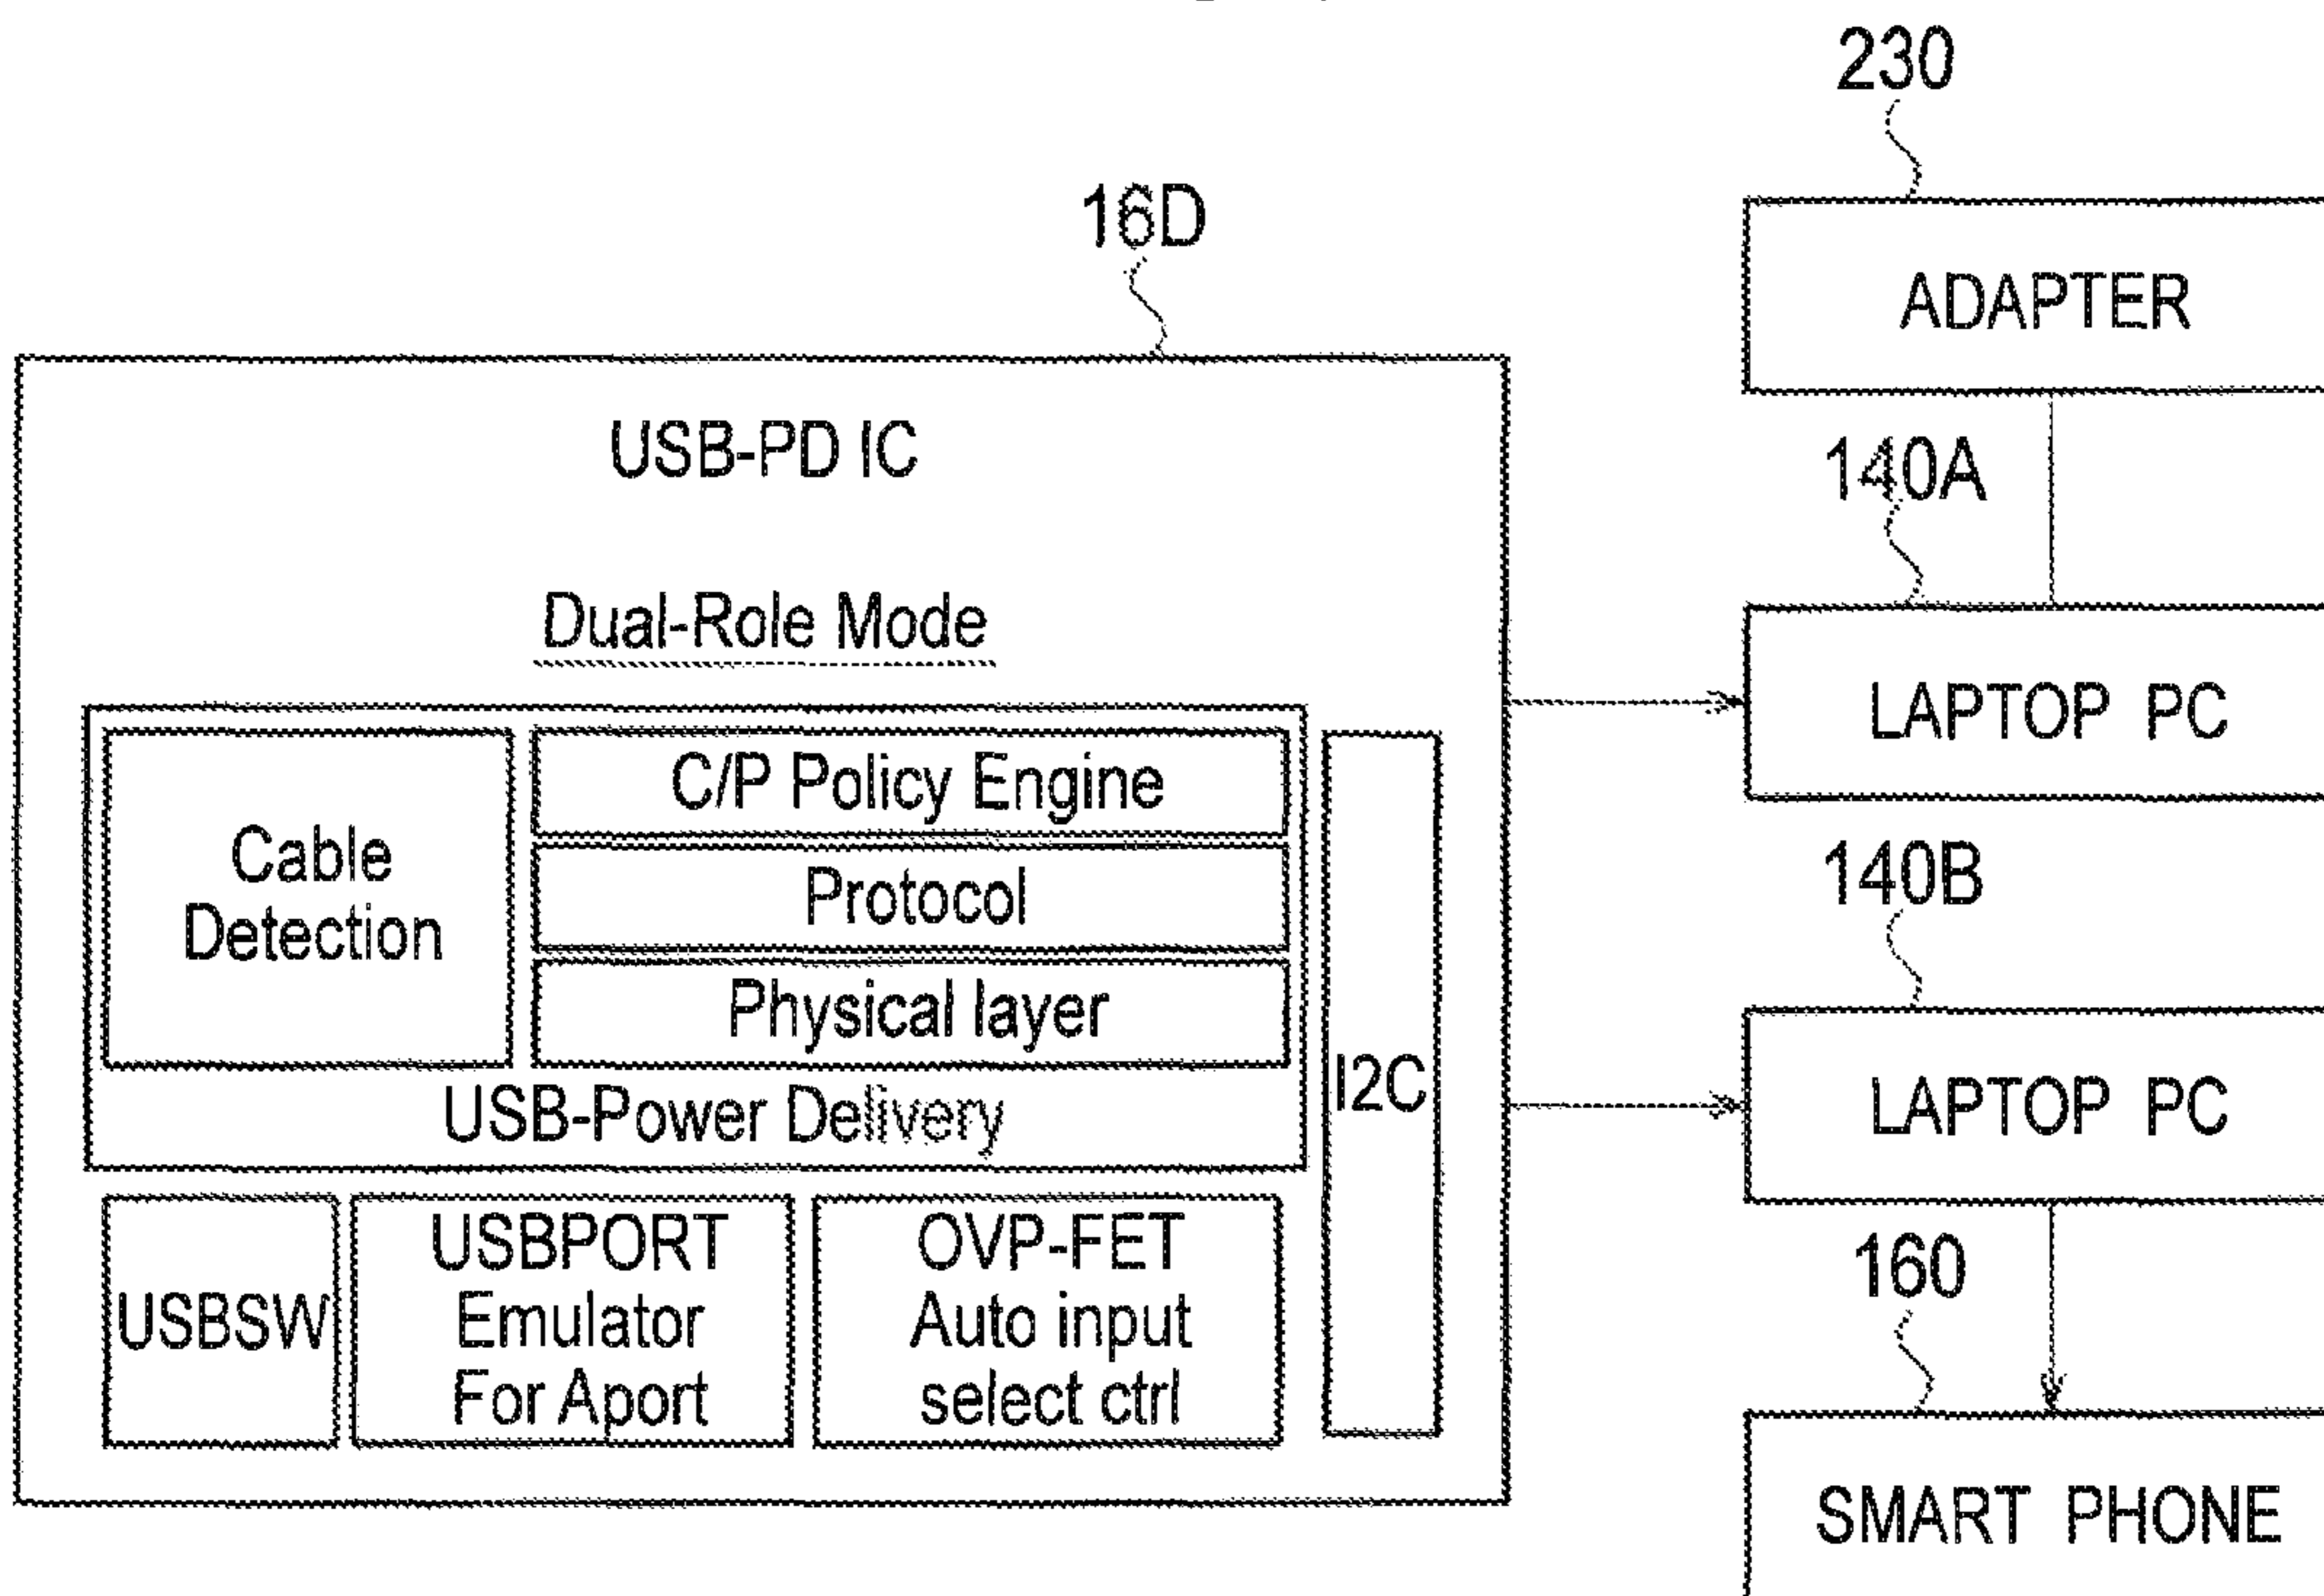 230
16D
ADAPTER
USB-PD IC
140A
Dual-Role Mode
LAPTOP PC
C/P Policy Engine
Cable
Detection
Protocol
140B
Physical layer
I2C
LAPTOP PC
USB-Power Delivery
USBSW
USBPORT
Emulator
For Aport
OVP-FET
Auto input
select ctrl
160
SMART PHONE